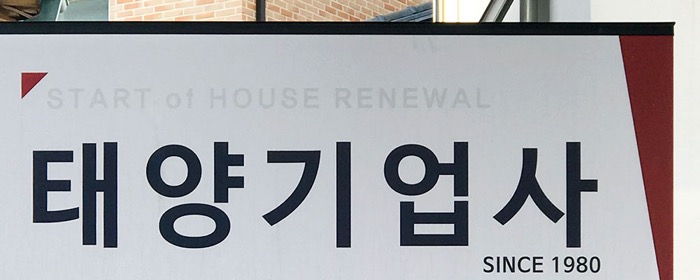 START of HOUSE RENEWAL
태양기업사
SINCE 1980